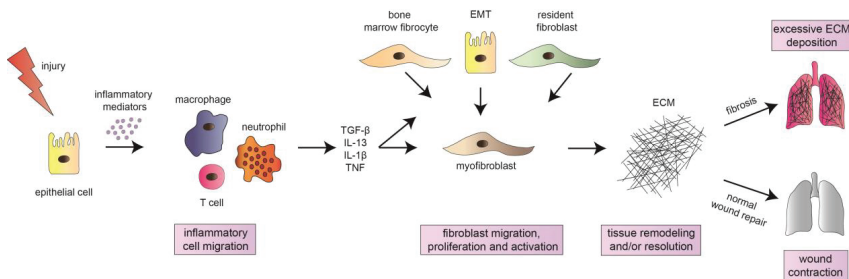 injury
epithelial cell
inflammatory
mediators
macrophage
neutrophil
T cell
inflammatory
cell migration
TGF-β
IL-13
IL-1β
TNF
bone
marrow fibrocyte
EMT
resident
fibroblast
myofibroblast
fibroblast migration,
proliferation and activation
ECM
tissue remodeling
and/or resolution
fibrosis
normal
wound repair
excessive ECM
deposition
wound
contraction